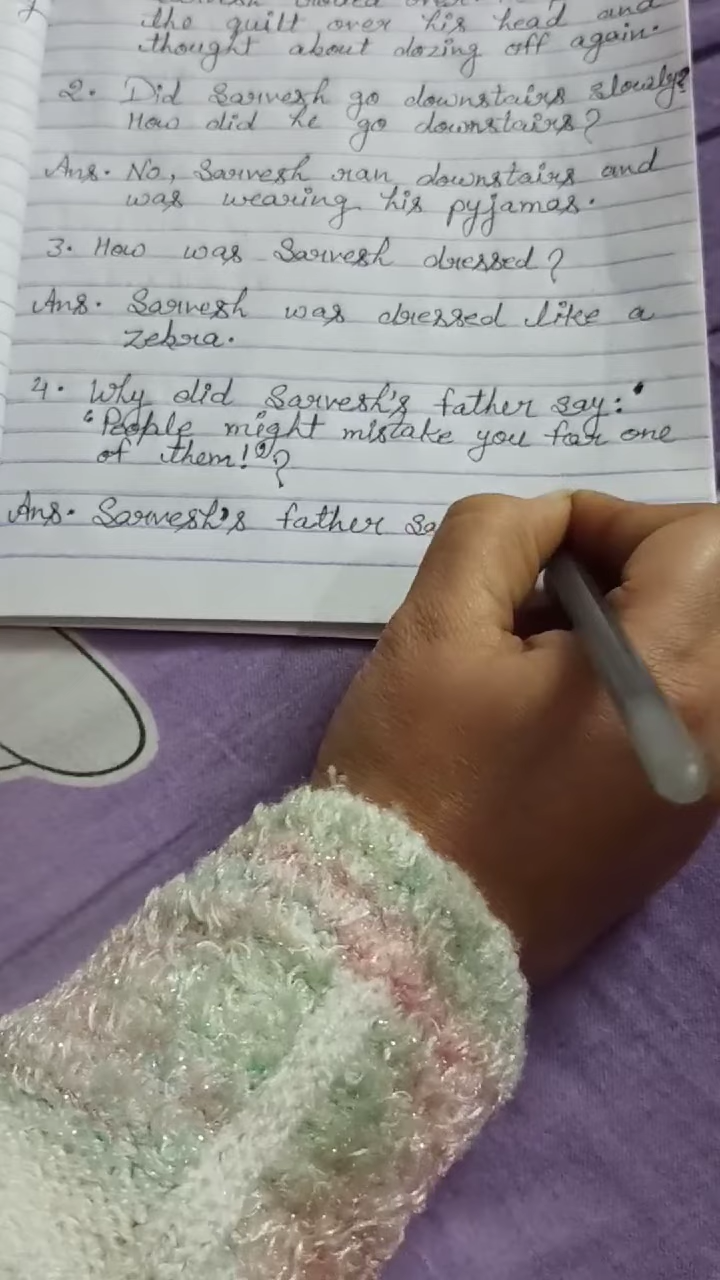 the quilt over his head and
thought about dozing off again.
2. Did Sarvesh go downstairs slowly?
How did he go downstairs?
Ans. No, Sarvesh ran downstairs and
was wearing his pyjamas.
3. How was Sarvesh dressed?
Ans. Sarvesh was dressed like a
zebra.
4. Why did Sarvesh's father say:
"People might mistake you for one
of them!"?
Ans. Sarvesh's father sa